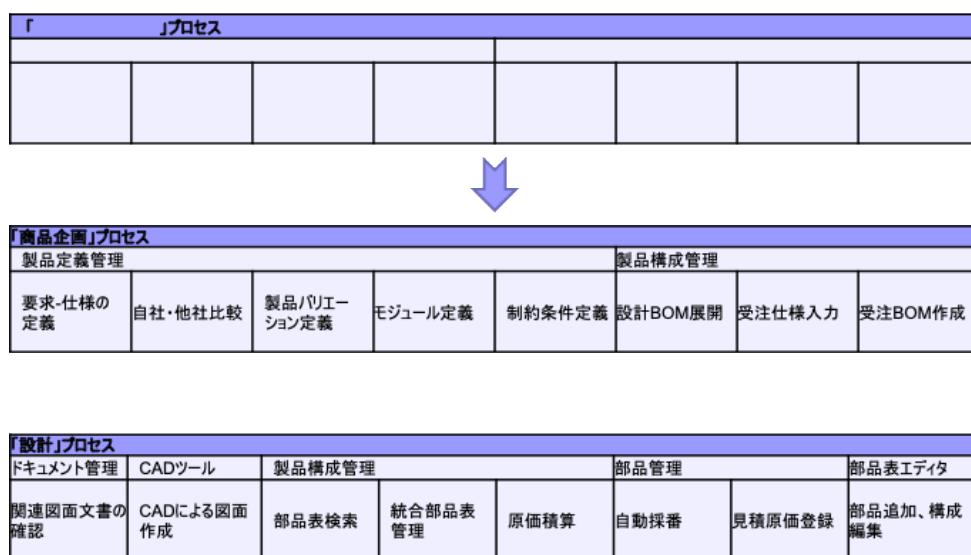 「　　　　　　」プロセス
「商品企画」プロセス
製品定義管理 製品構成管理
要求-仕様の
定義
自社・他社比較
製品バリエー
ション定義
モジュール定義
制約条件定義
設計BOM展開
受注仕様入力
受注BOM作成
「設計」プロセス
ドキュメント管理 CADツール 製品構成管理 部品管理 部品表エディタ
関連図面文書の
確認
CADによる図面
作成
部品表検索
統合部品表
管理
原価積算
自動採番
見積原価登録
部品追加、構成
編集